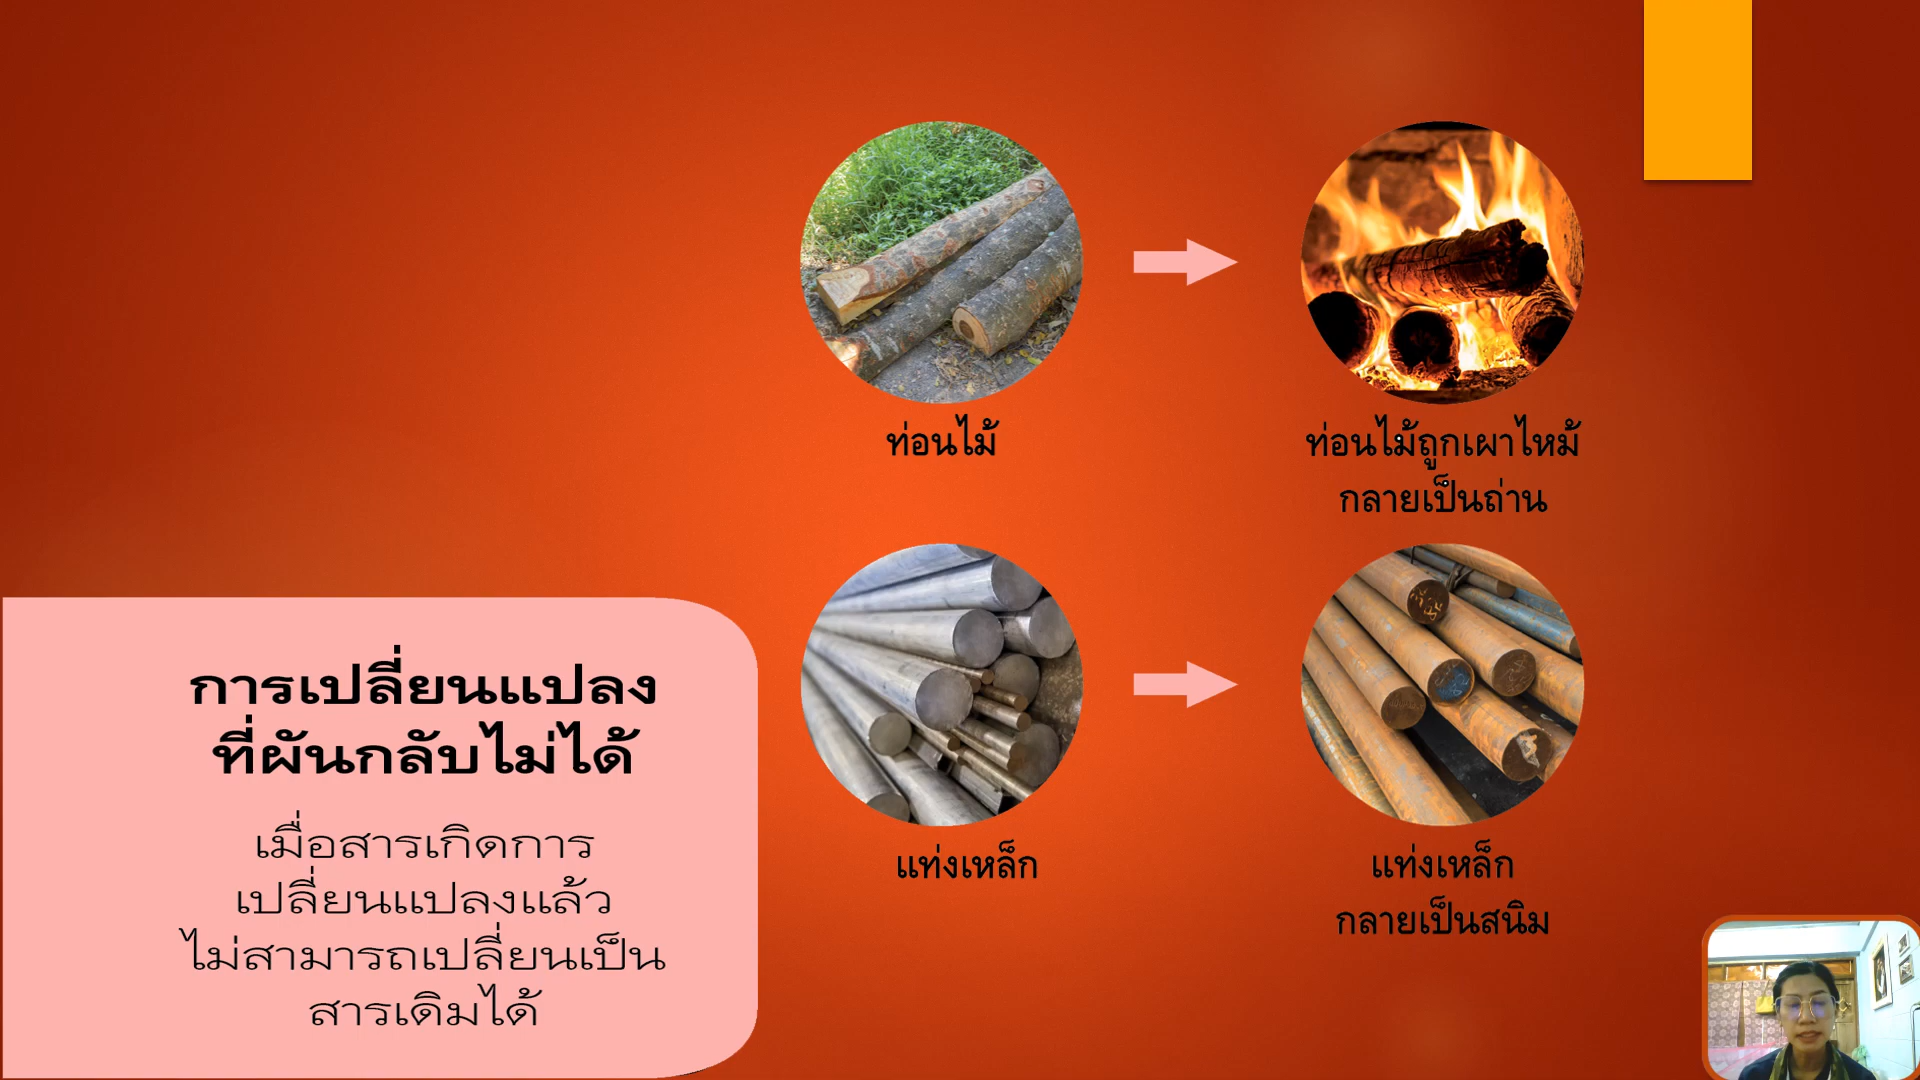 ท่อนไม้
ท่อนไม้ถูกเผาไหม้
กลายเป็นถ่าน
แท่งเหล็ก
แท่งเหล็ก
กลายเป็นสนิม
การเปลี่ยนแปลง
ที่ผันกลับไม่ได้
เมื่อสารเกิดการ
เปลี่ยนแปลงแล้ว
ไม่สามารถเปลี่ยนเป็น
สารเดิมได้